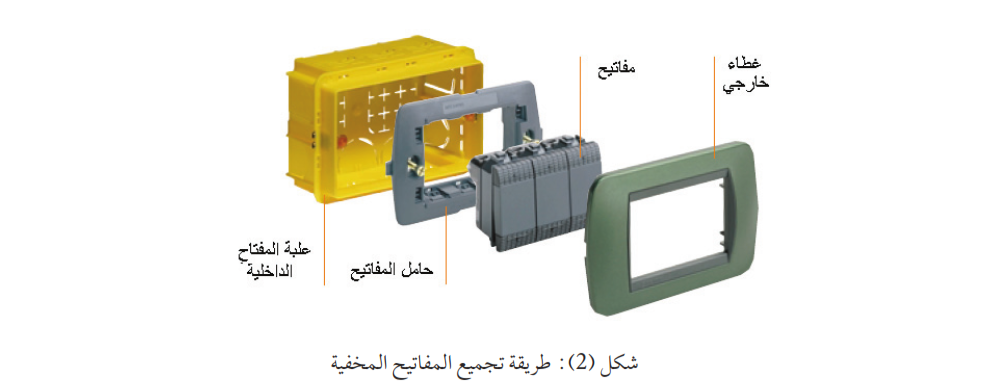 غطاء
خارجي
مفاتيح
علبة المفتاح
الداخلية
حامل المفاتيح
شكل (2): طريقة تجميع المفاتيح المخفية